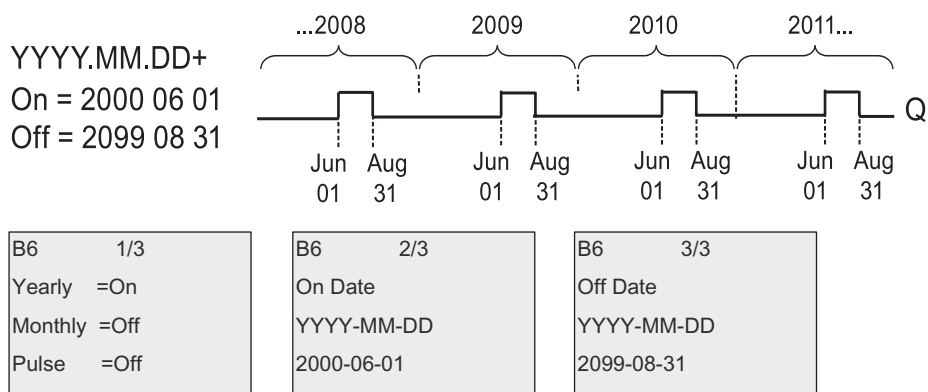 ...2008 2009 2010 2011...
YYYY.MM.DD+
On = 2000 06 01
Off = 2099 08 31
Q
Jun Aug Jun Aug Jun Aug Jun Aug
01 31 01 31 01 31 01 31
B6 1/3
Yearly =On
Monthly =Off
Pulse =Off
B6 2/3
On Date
YYYY-MM-DD
2000-06-01
B6 3/3
Off Date
YYYY-MM-DD
2099-08-31